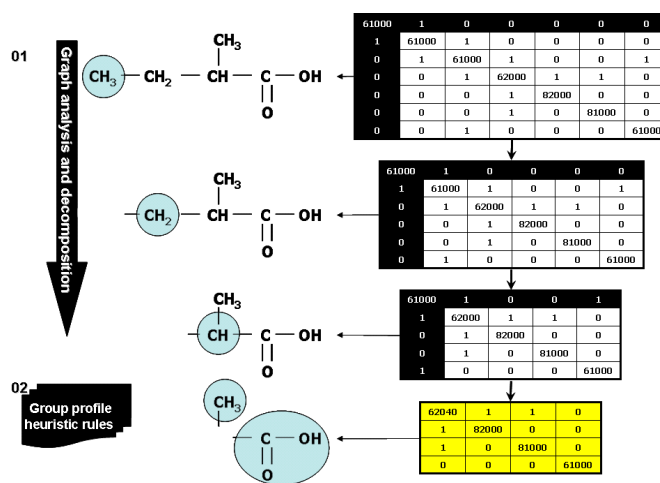 01
Graph analysis and decomposition
CH3
CH3 CH2 CH C OH
O
61000 1 0 0 0 0 0
1 61000 1 0 0 0 0
0 1 61000 1 0 0 1
0 0 1 62000 1 1 0
0 0 0 1 82000 0 0
0 0 0 1 0 81000 0
0 0 1 0 0 0 61000
CH3
CH2 CH C OH
O
61000 1 0 0 0 0
1 61000 1 0 0 1
0 1 62000 1 1 0
0 0 1 82000 0 0
0 0 1 0 81000 0
0 1 0 0 0 61000
CH3
CH C OH
O
61000 1 0 0 1
1 62000 1 1 0
0 1 82000 0 0
0 1 0 81000 0
1 0 0 0 61000
02
Group profile
heuristic rules
CH3
C OH
O
62040 1 1 0
1 82000 0 0
1 0 81000 0
0 0 0 61000